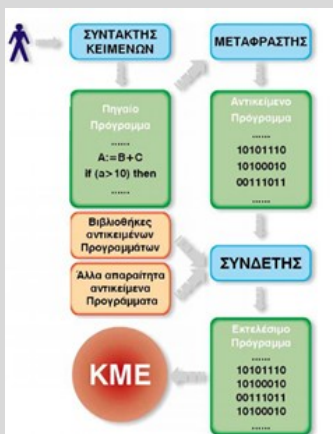 ΣΥΝΤΑΚΤΗΣ
ΚΕΙΜΕΝΩΝ
ΜΕΤΑΦΡΑΣΤΗΣ
Πηγαίο
Πρόγραμμα
......
A:=B+C
if (a>10) then
......
Αντικείμενο
Πρόγραμμα
......
10101110
10100010
00111011
......
Βιβλιοθήκες
αντικειμένων
Προγραμμάτων
Άλλα απαραίτητα
αντικείμενα
Προγράμματα
ΣΥΝΔΕΤΗΣ
Εκτελέσιμο
Πρόγραμμα
......
10101110
10100010
00111011
10100010
......
ΚΜΕ